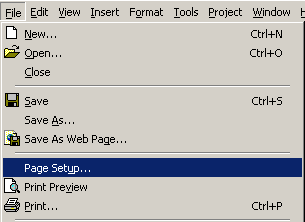 File Edit View Insert Format Tools Project Window H
New... Ctrl+N
Open... Ctrl+O
Close
Save Ctrl+S
Save As...
Save As Web Page...
Page Setup...
Print Preview
Print... Ctrl+P